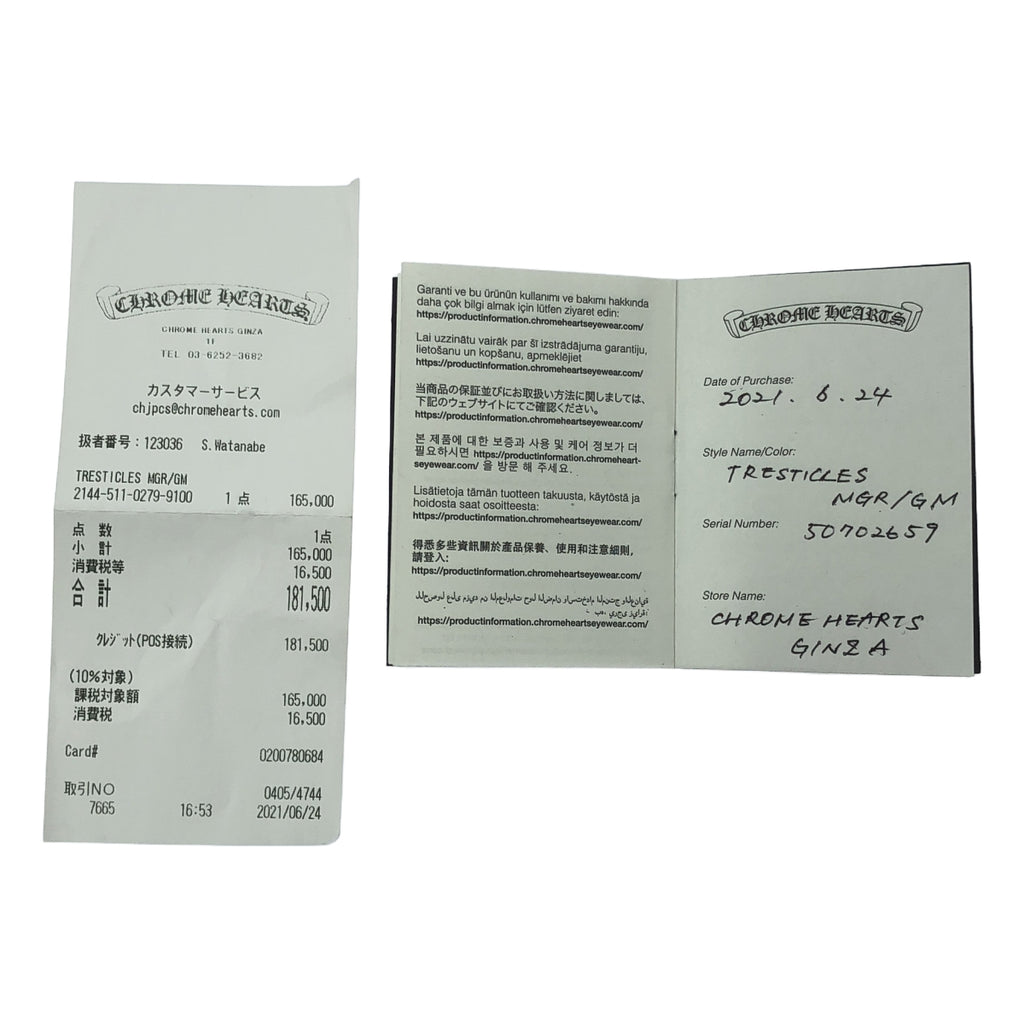 CHROME HEARTS
CHROME HEARTS GINZA
1F
TEL 03-6252-3682
カスタマーサービス
chjpcs@chromehearts.com
扱者番号：123036 S.Watanabe
TRESTICLES MGR/GM
2144-511-0279-9100 1 点 165,000
点 数 1点
小 計 165,000
消費税等 16,500
合 計 181,500
ｸﾚｼﾞｯﾄ(POS接続) 181,500
(10%対象)
課税対象額 165,000
消費税 16,500
Card# 0200780684
取引NO 0405/4744
7665 16:53 2021/06/24
Garanti ve bu ürünün kullanımı ve bakımı hakkında
daha çok bilgi almak için lütfen ziyaret edin:
https://productinformation.chromeheartseyewear.com/
Lai uzzinātu vairāk par šī izstrādājuma garantiju,
lietošanu un kopšanu, apmeklējiet
https://productinformation.chromeheartseyewear.com/
当商品の保証並びにお取扱い方法に関しましては、
下記のウェブサイトにてご確認ください。
https://productinformation.chromeheartseyewear.com/
본 제품에 대한 보증과 사용 및 케어 정보가 더
필요하시면 https://productinformation.chromeheart-
seyewear.com/ 을 방문 해 주세요.
Lisätietoja tämän tuotteen takuusta, käytöstä ja
hoidosta saat osoitteesta:
https://productinformation.chromeheartseyewear.com/
得悉多些資訊關於產品保養、使用和注意細則,
請登入:
https://productinformation.chromeheartseyewear.com/
https://productinformation.chromeheartseyewear.com/
CHROME HEARTS
Date of Purchase:
2021. 6. 24
Style Name/Color:
TRESTICLES
MGR/GM
Serial Number: 50702659
Store Name:
CHROME HEARTS
GINZA